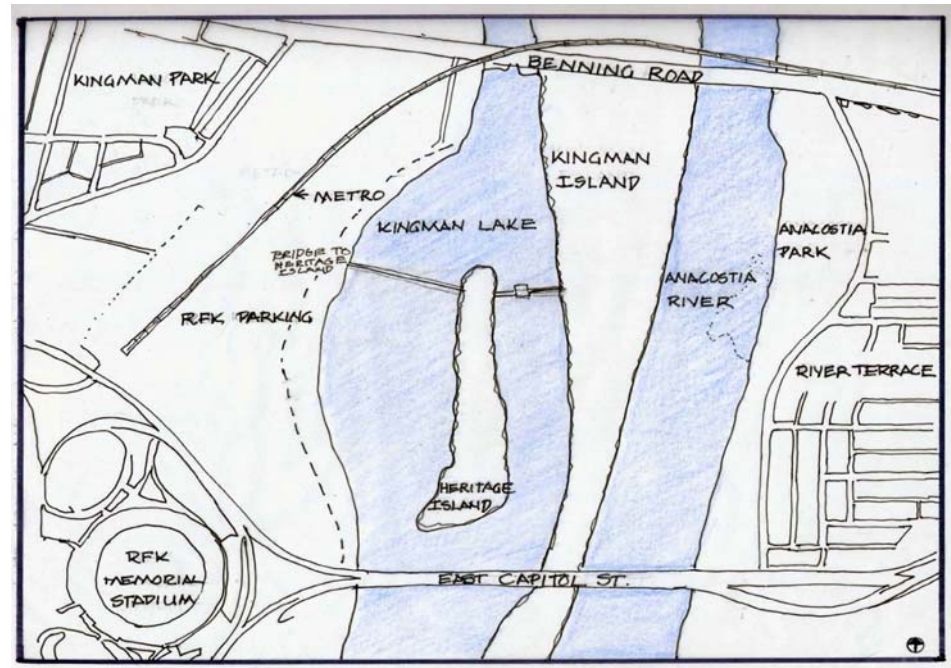 BENNING ROAD
KINGMAN PARK
KINGMAN
ISLAND
METRO
KINGMAN LAKE
ANACOSTIA
PARK
BRIDGE TO
HERITAGE
ISLAND
ANACOSTIA
RIVER
RFK PARKING
RIVER TERRACE
HERITAGE
ISLAND
RFK
MEMORIAL
STADIUM
EAST CAPITOL ST.